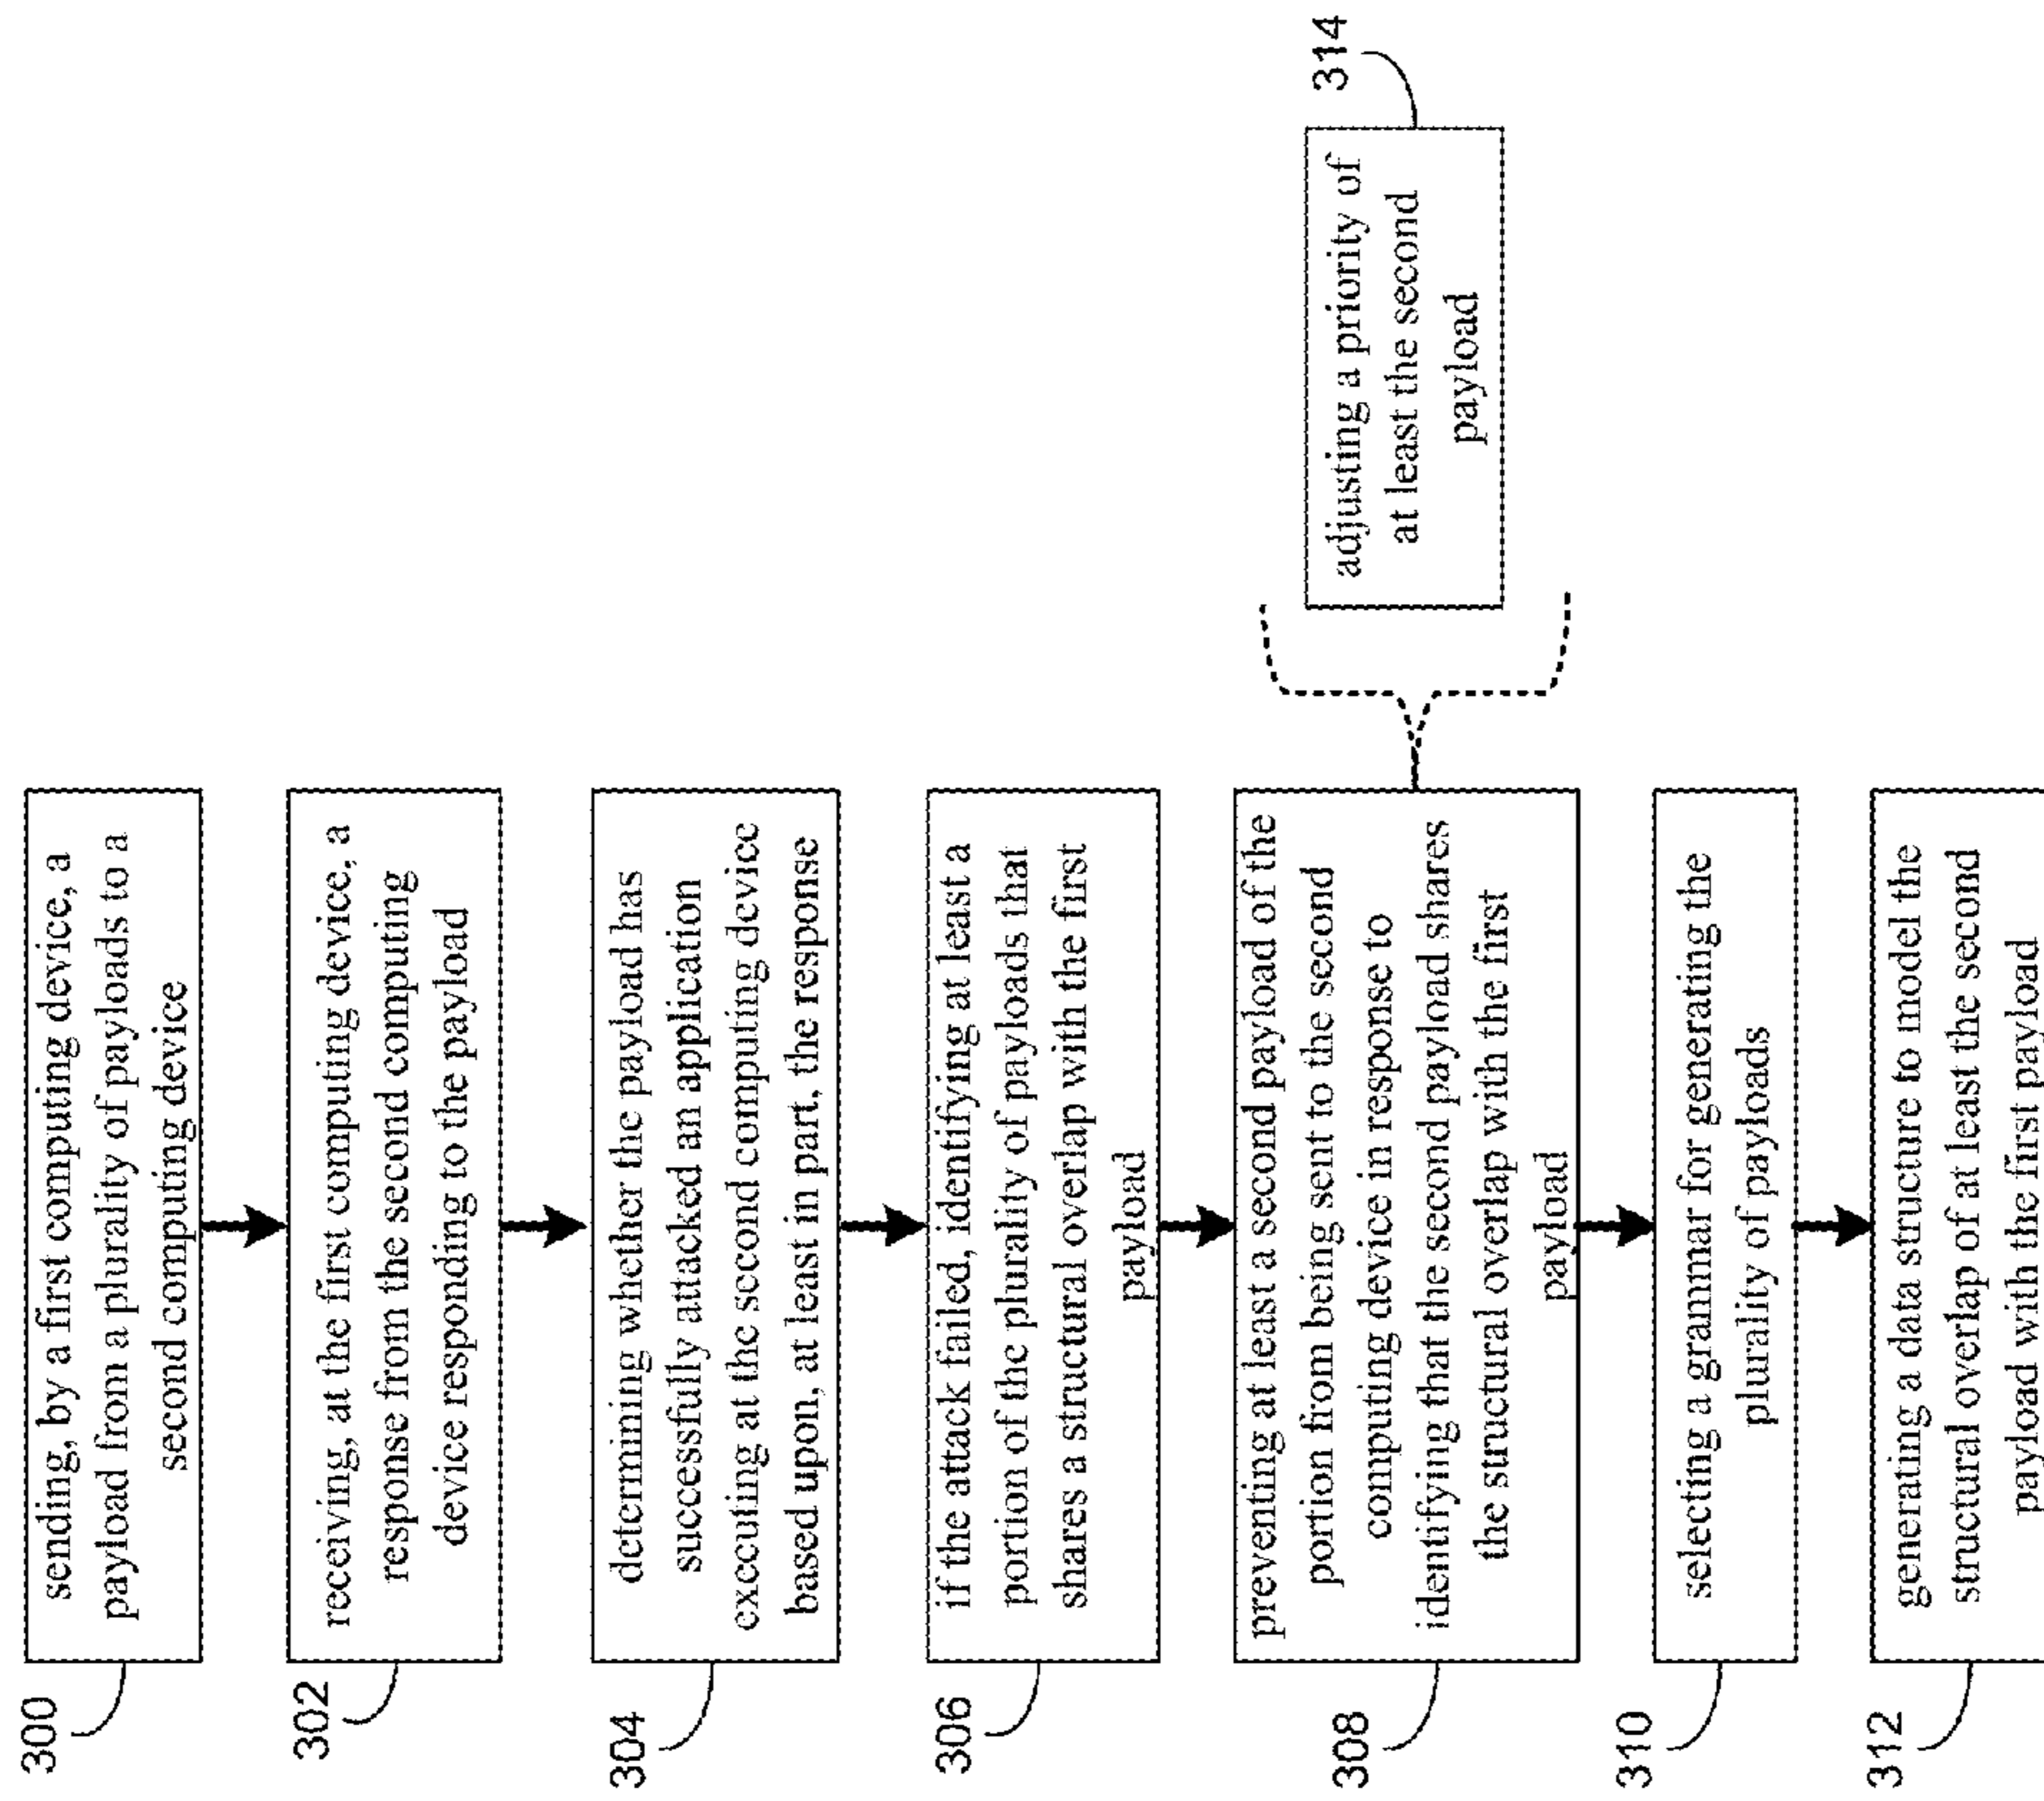 300
sending, by a first computing device, a
payload from a plurality of payloads to a
second computing device
302
receiving, at the first computing device, a
response from the second computing
device responding to the payload
304
determining whether the payload has
successfully attacked an application
executing at the second computing device
based upon, at least in part, the response
306
if the attack failed, identifying at least a
portion of the plurality of payloads that
shares a structural overlap with the first
payload
308
preventing at least a second payload of the
portion from being sent to the second
computing device in response to
identifying that the second payload shares
the structural overlap with the first
payload
314
adjusting a priority of
at least the second
payload
310
selecting a grammar for generating the
plurality of payloads
312
generating a data structure to model the
structural overlap of at least the second
payload with the first payload